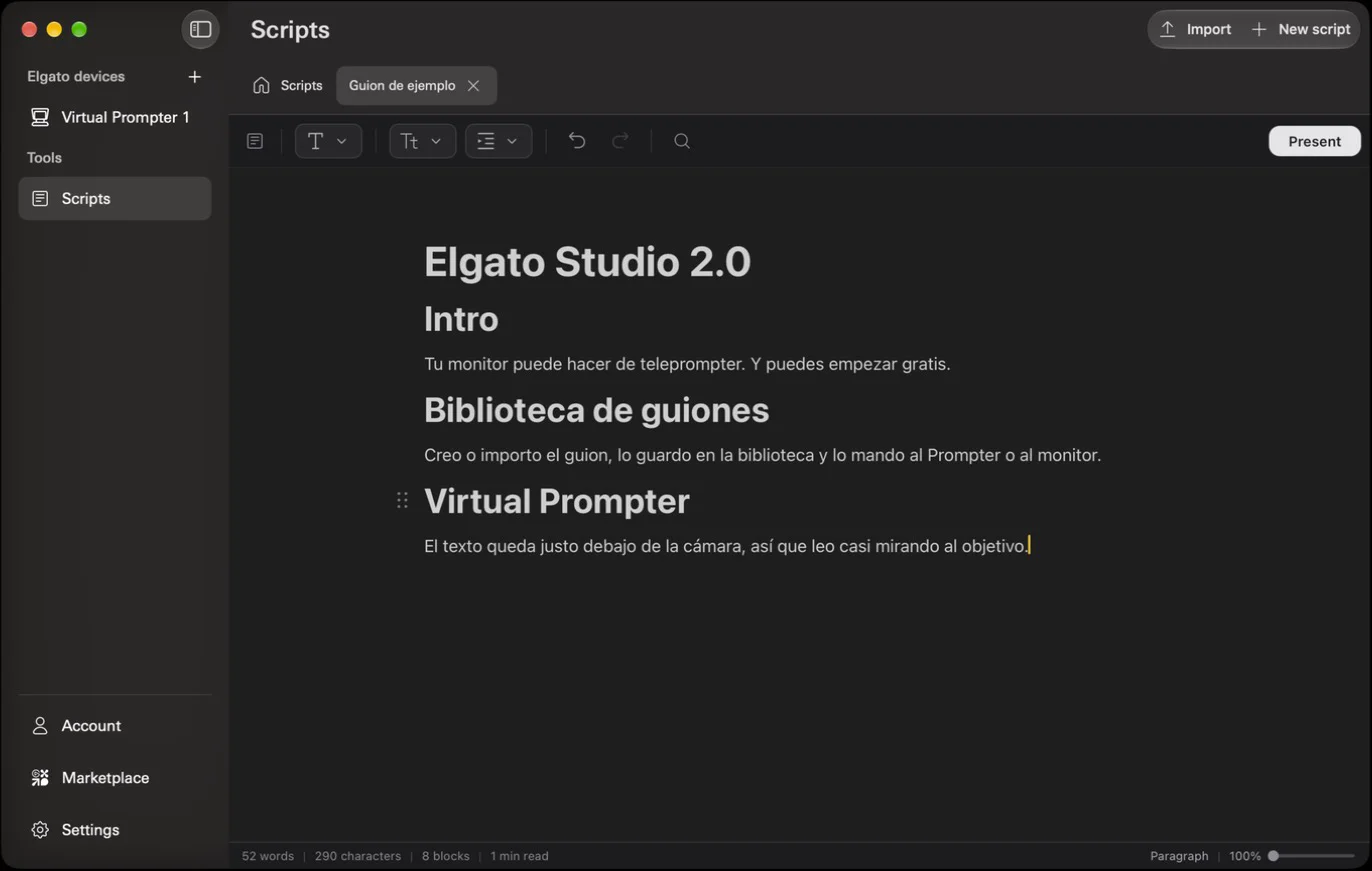 Scripts
Import
New script
Elgato devices
Virtual Prompter 1
Tools
Scripts
Scripts
Guion de ejemplo
T
Tt
Present
Elgato Studio 2.0
Intro
Tu monitor puede hacer de teleprompter. Y puedes empezar gratis.
Biblioteca de guiones
Creo o importo el guion, lo guardo en la biblioteca y lo mando al Prompter o al monitor.
Virtual Prompter
El texto queda justo debajo de la cámara, así que leo casi mirando al objetivo.
Account
Marketplace
Settings
52 words | 290 characters | 8 blocks | 1 min read
Paragraph | 100%